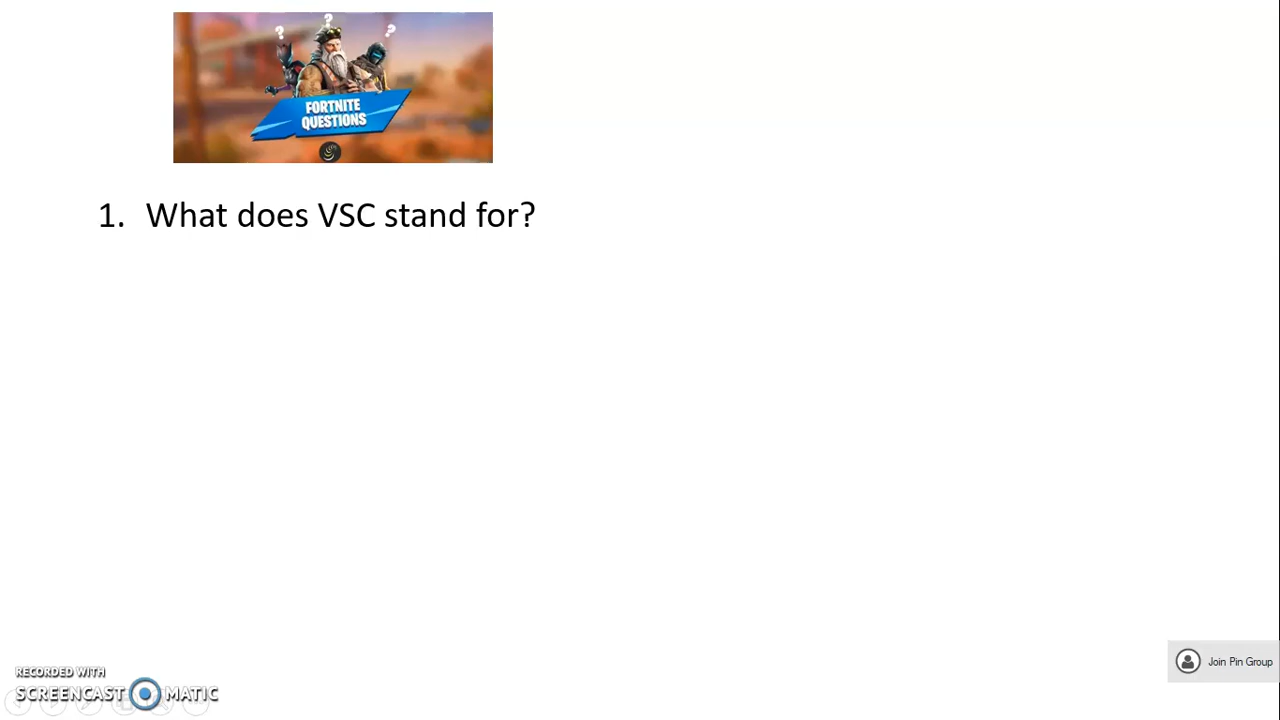 ? ? ?
FORTNITE
QUESTIONS
1. What does VSC stand for?
Join Pin Group
RECORDED WITH
SCREENCAST MATIC